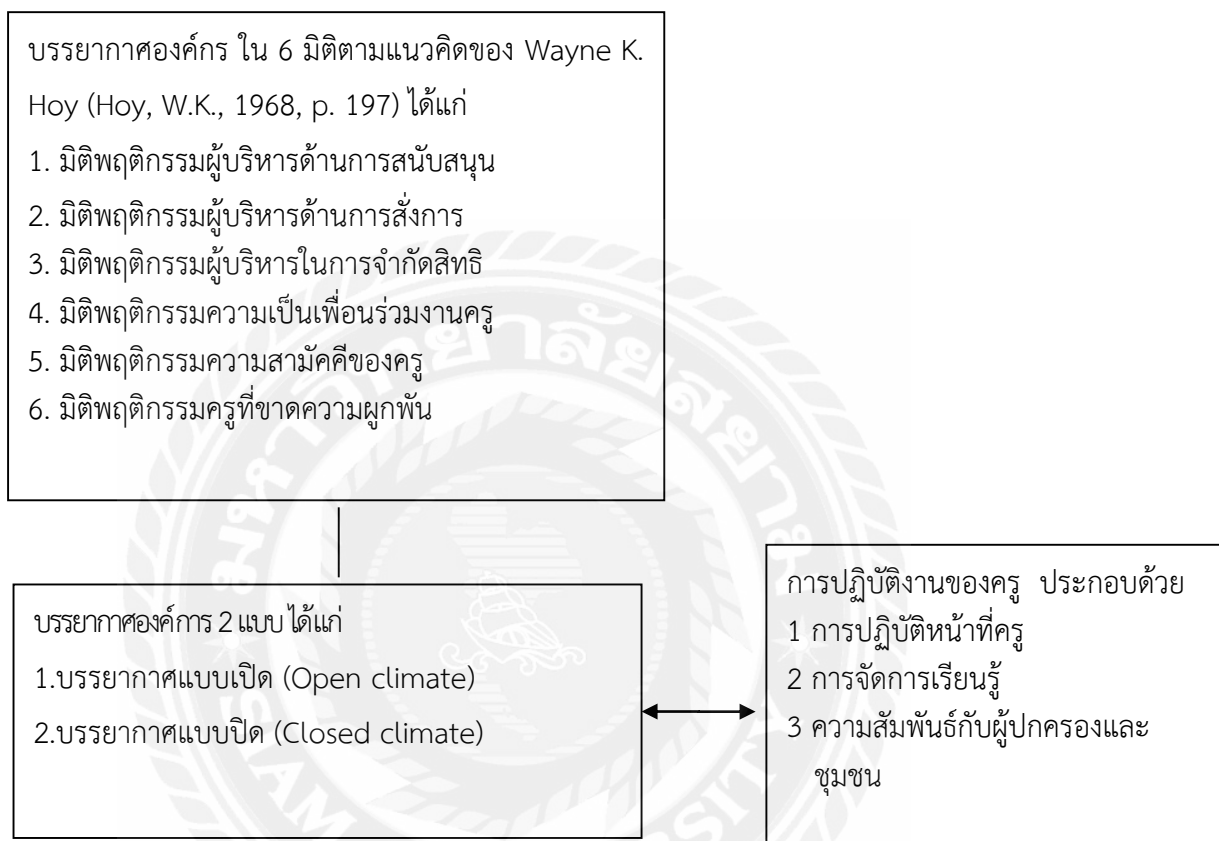 บรรยากาศองค์กร ใน 6 มิติตามแนวคิดของ Wayne K.
Hoy (Hoy, W.K., 1968, p. 197) ได้แก่
1. มิติพฤติกรรมผู้บริหารด้านการสนับสนุน
2. มิติพฤติกรรมผู้บริหารด้านการสั่งการ
3. มิติพฤติกรรมผู้บริหารในการจำกัดสิทธิ
4. มิติพฤติกรรมความเป็นเพื่อนร่วมงานครู
5. มิติพฤติกรรมความสามัคคีของครู
6. มิติพฤติกรรมครูที่ขาดความผูกพัน
บรรยากาศองค์การ 2 แบบ ได้แก่
1.บรรยากาศแบบเปิด (Open climate)
2.บรรยากาศแบบปิด (Closed climate)
การปฏิบัติงานของครู ประกอบด้วย
1 การปฏิบัติหน้าที่ครู
2 การจัดการเรียนรู้
3 ความสัมพันธ์กับผู้ปกครองและ
ชุมชน
มหาวิทยาลัยสยาม